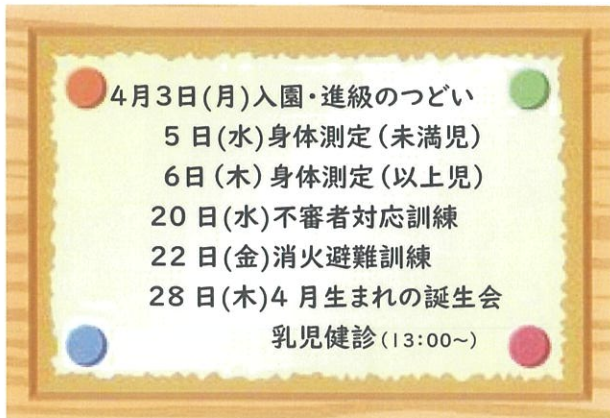 4月3日(月)入園・進級のつどい
5日(水)身体測定(未満児)
6日(木)身体測定(以上児)
20日(水)不審者対応訓練
22日(金)消火避難訓練
28日(木)4月生まれの誕生会
乳児健診(13:00~)